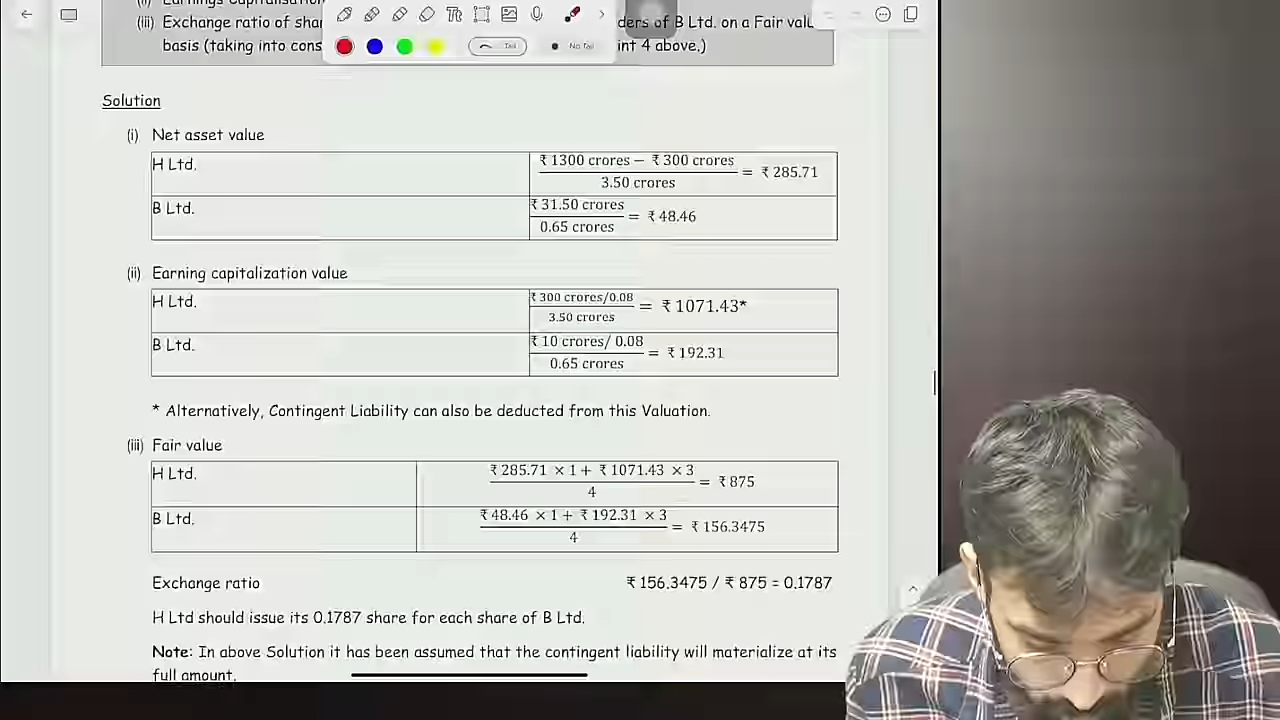 (ii) Earnings Capitalisation
(iii) Exchange ratio of shar ders of B Ltd. on a Fair valu
basis (taking into cons int 4 above.)
Tail
No Tail
Solution
(i) Net asset value
H Ltd. ₹ 1300 crores − ₹ 300 crores / 3.50 crores = ₹ 285.71
B Ltd. ₹ 31.50 crores / 0.65 crores = ₹ 48.46
(ii) Earning capitalization value
H Ltd. ₹ 300 crores/0.08 / 3.50 crores = ₹ 1071.43*
B Ltd. ₹ 10 crores/ 0.08 / 0.65 crores = ₹ 192.31
* Alternatively, Contingent Liability can also be deducted from this Valuation.
(iii) Fair value
H Ltd. ₹ 285.71 × 1 + ₹ 1071.43 × 3 / 4 = ₹ 875
B Ltd. ₹ 48.46 × 1 + ₹ 192.31 × 3 / 4 = ₹ 156.3475
Exchange ratio ₹ 156.3475 / ₹ 875 = 0.1787
H Ltd should issue its 0.1787 share for each share of B Ltd.
Note: In above Solution it has been assumed that the contingent liability will materialize at its
full amount.